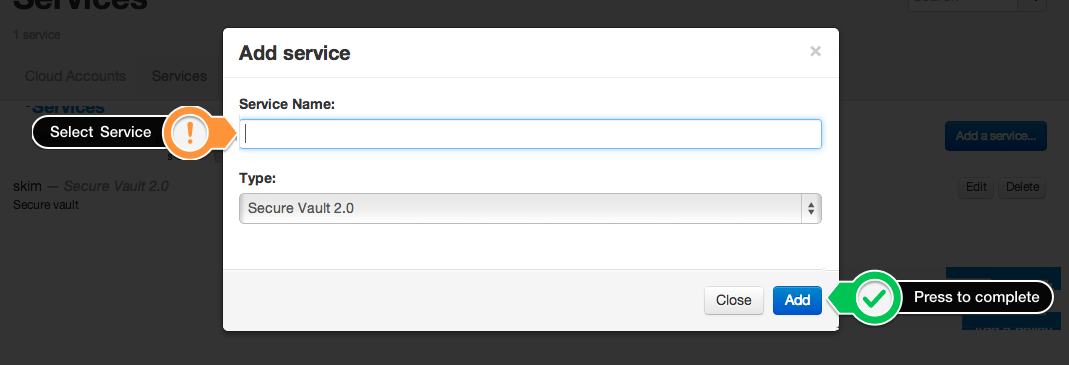 Services
1 service
Search
Cloud Accounts Services
Services
Add service
×
Service Name:
Select Service
Add a service...
Type:
Secure Vault 2.0
skim — Secure Vault 2.0
Edit Delete
Secure vault
Close Add
Press to complete